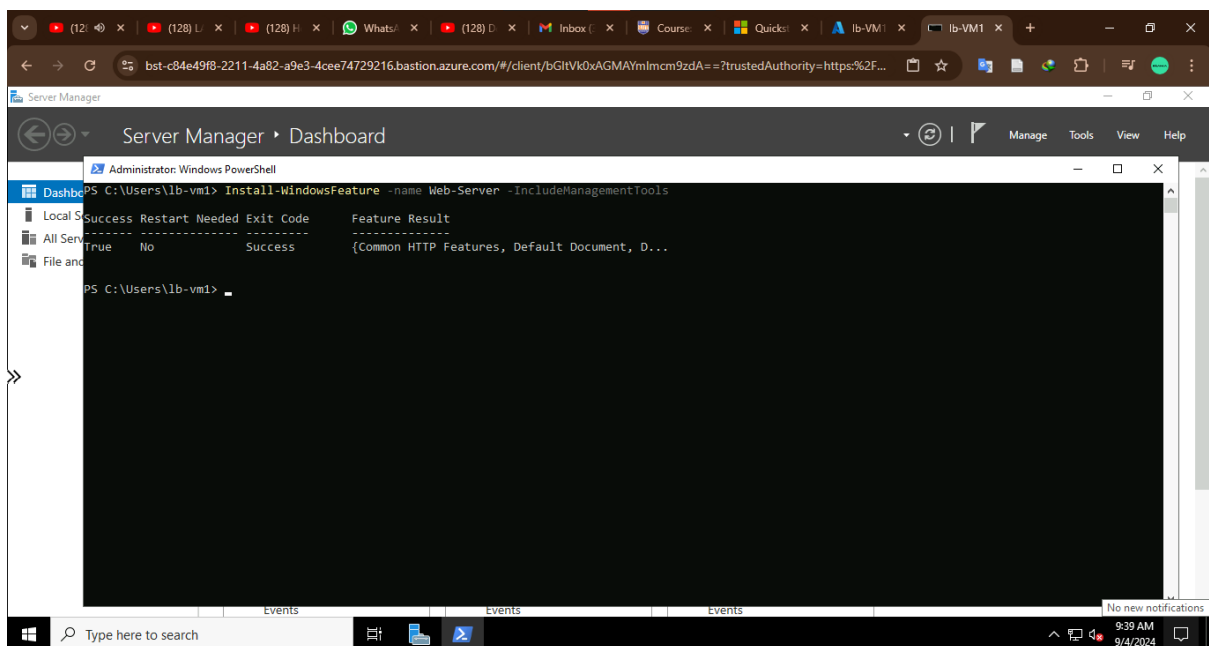 (128
(128) L
(128) H
WhatsA
(128) D
Inbox (
Course
Quickst
lb-VM1
lb-VM1
bst-c84e49f8-2211-4a82-a9e3-4cee74729216.bastion.azure.com/#/client/bGltVk0xAGMAYmlmcm9zdA==?trustedAuthority=https:%2F...
Server Manager
Server Manager Dashboard
Manage Tools View Help
Administrator: Windows PowerShell
Dashbo
Local S
All Serv
File and
PS C:\Users\lb-vm1> Install-WindowsFeature -name Web-Server -IncludeManagementTools
Success Restart Needed Exit Code Feature Result
------- -------------- --------- --------------
True No Success {Common HTTP Features, Default Document, D...
PS C:\Users\lb-vm1>
Events Events Events
No new notifications
Type here to search
9:39 AM
9/4/2024